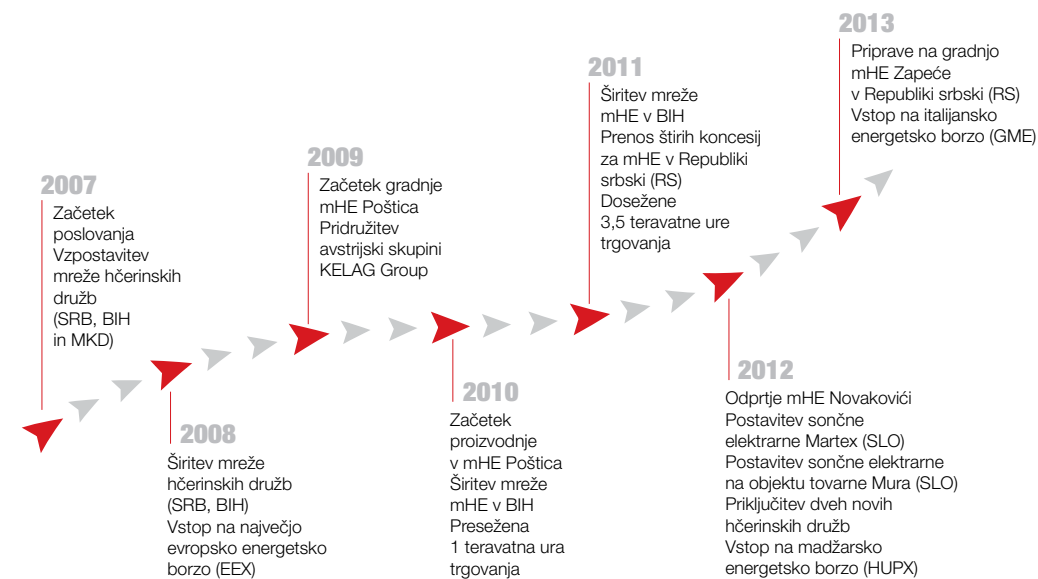 2007
Začetek
poslovanja
Vzpostavitev
mreže hčerinskih
družb
(SRB, BIH
in MKD)
2008
Širitev mreže
hčerinskih družb
(SRB, BIH)
Vstop na največjo
evropsko energetsko
borzo (EEX)
2009
Začetek gradnje
mHE Poštica
Pridružitev
avstrijski skupini
KELAG Group
2010
Začetek
proizvodnje
v mHE Poštica
Širitev mreže
mHE v BIH
Presežena
1 teravatna ura
trgovanja
2011
Širitev mreže
mHE v BIH
Prenos štirih koncesij
za mHE v Republiki
srbski (RS)
Dosežene
3,5 teravatne ure
trgovanja
2012
Odprtje mHE Novakovići
Postavitev sončne
elektrarne Martex (SLO)
Postavitev sončne elektrarne
na objektu tovarne Mura (SLO)
Priključitev dveh novih
hčerinskih družb
Vstop na madžarsko
energetsko borzo (HUPX)
2013
Priprave na gradnjo
mHE Zapeće
v Republiki srbski (RS)
Vstop na italijansko
energetsko borzo (GME)